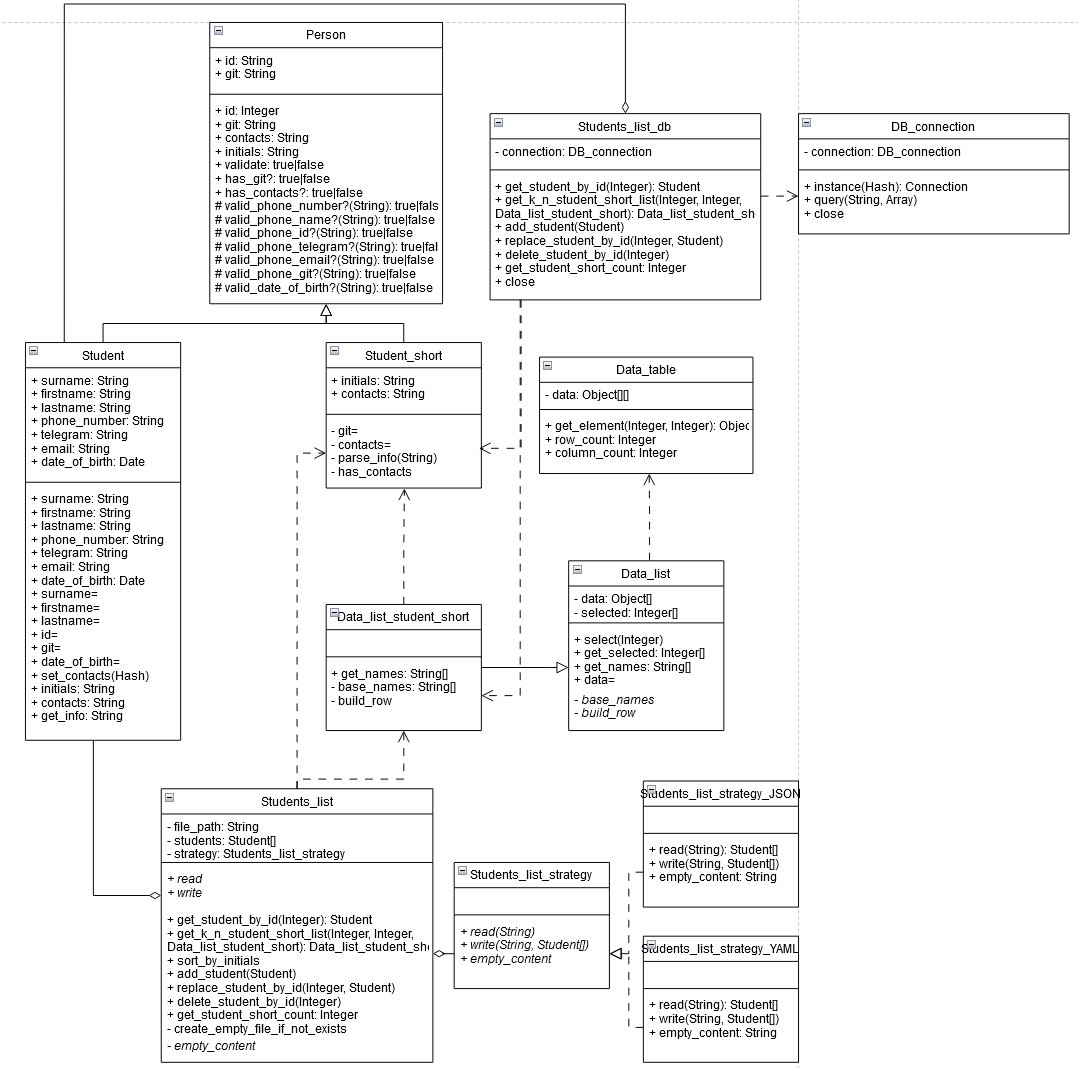 Person
+ id: String
+ git: String
+ id: Integer
+ git: String
+ contacts: String
+ initials: String
+ validate: true|false
+ has_git?: true|false
+ has_contacts?: true|false
# valid_phone_number?(String): true|fals
# valid_phone_name?(String): true|false
# valid_phone_id?(String): true|false
# valid_phone_telegram?(String): true|fal
# valid_phone_email?(String): true|false
# valid_phone_git?(String): true|false
# valid_date_of_birth?(String): true|false
Students_list_db
- connection: DB_connection
+ get_student_by_id(Integer): Student
+ get_k_n_student_short_list(Integer, Integer,
Data_list_student_short): Data_list_student_sh
+ add_student(Student)
+ replace_student_by_id(Integer, Student)
+ delete_student_by_id(Integer)
+ get_student_short_count: Integer
+ close
DB_connection
- connection: DB_connection
+ instance(Hash): Connection
+ query(String, Array)
+ close
Student
+ surname: String
+ firstname: String
+ lastname: String
+ phone_number: String
+ telegram: String
+ email: String
+ date_of_birth: Date
+ surname: String
+ firstname: String
+ lastname: String
+ phone_number: String
+ telegram: String
+ email: String
+ date_of_birth: Date
+ surname=
+ firstname=
+ lastname=
+ id=
+ git=
+ date_of_birth=
+ set_contacts(Hash)
+ initials: String
+ contacts: String
+ get_info: String
Student_short
+ initials: String
+ contacts: String
- git=
- contacts=
- parse_info(String)
- has_contacts
Data_table
- data: Object[][]
+ get_element(Integer, Integer): Objec
+ row_count: Integer
+ column_count: Integer
Data_list_student_short
+ get_names: String[]
- base_names: String[]
- build_row
Data_list
- data: Object[]
- selected: Integer[]
+ select(Integer)
+ get_selected: Integer[]
+ get_names: String[]
+ data=
- base_names
- build_row
Students_list
- file_path: String
- students: Student[]
- strategy: Students_list_strategy
+ read
+ write
+ get_student_by_id(Integer): Student
+ get_k_n_student_short_list(Integer, Integer,
Data_list_student_short): Data_list_student_sh
+ sort_by_initials
+ add_student(Student)
+ replace_student_by_id(Integer, Student)
+ delete_student_by_id(Integer)
+ get_student_short_count: Integer
- create_empty_file_if_not_exists
- empty_content
Students_list_strategy
+ read(String)
+ write(String, Student[])
+ empty_content
Students_list_strategy_JSON
+ read(String): Student[]
+ write(String, Student[])
+ empty_content: String
Students_list_strategy_YAML
+ read(String): Student[]
+ write(String, Student[])
+ empty_content: String